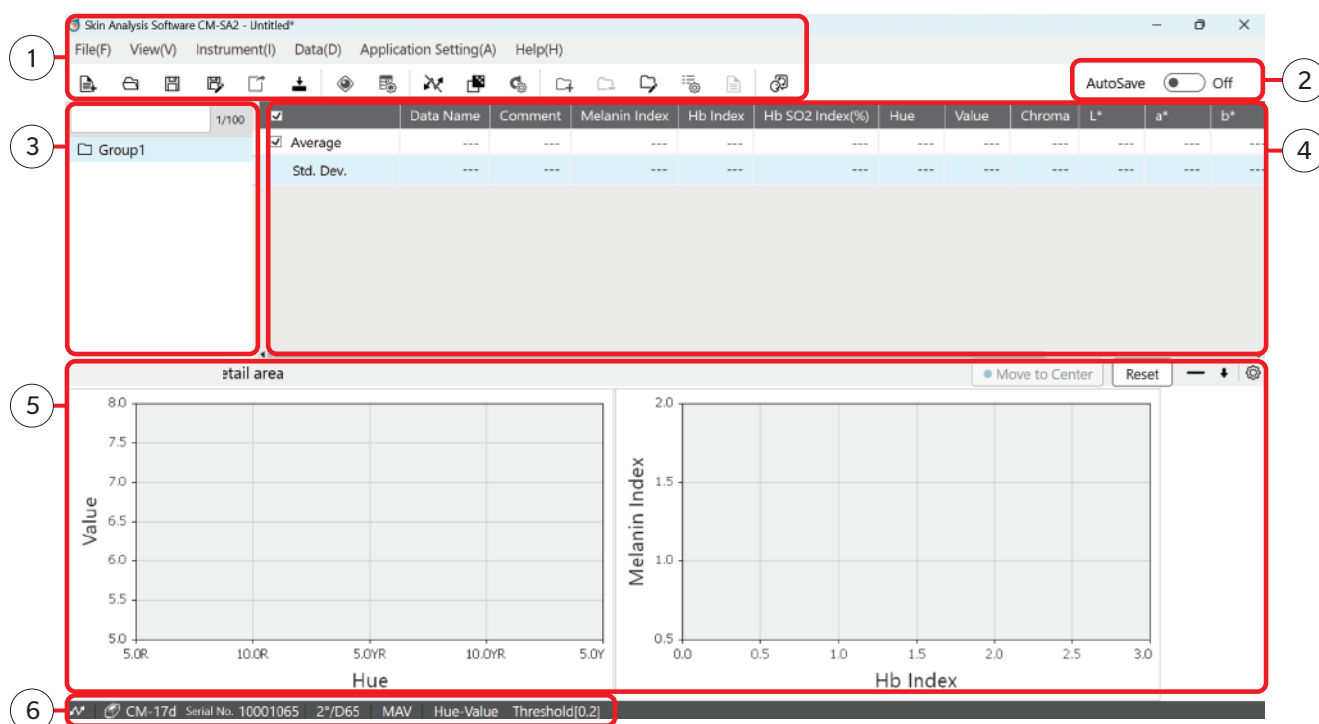 Skin Analysis Software CM-SA2 - Untitled*
File(F) View(V) Instrument(I) Data(D) Application Setting(A) Help(H)
1
AutoSave Off
2
1/100
Data Name Comment Melanin Index Hb Index Hb SO2 Index(%) Hue Value Chroma L* a* b*
3
Group1
Average --- --- --- --- --- --- --- --- --- --- ---
4
Std. Dev. --- --- --- --- --- --- --- --- --- --- ---
etail area
Move to Center Reset
5
8.0
7.5
7.0
6.5
6.0
5.5
5.0
Value
5.0R 10.0R 5.0YR 10.0YR 5.0Y
Hue
2.0
1.5
1.0
0.5
Melanin Index
0.0 0.5 1.0 1.5 2.0 2.5 3.0
Hb Index
6
CM-17d Serial No. 10001065 2°/D65 MAV Hue-Value Threshold[0.2]